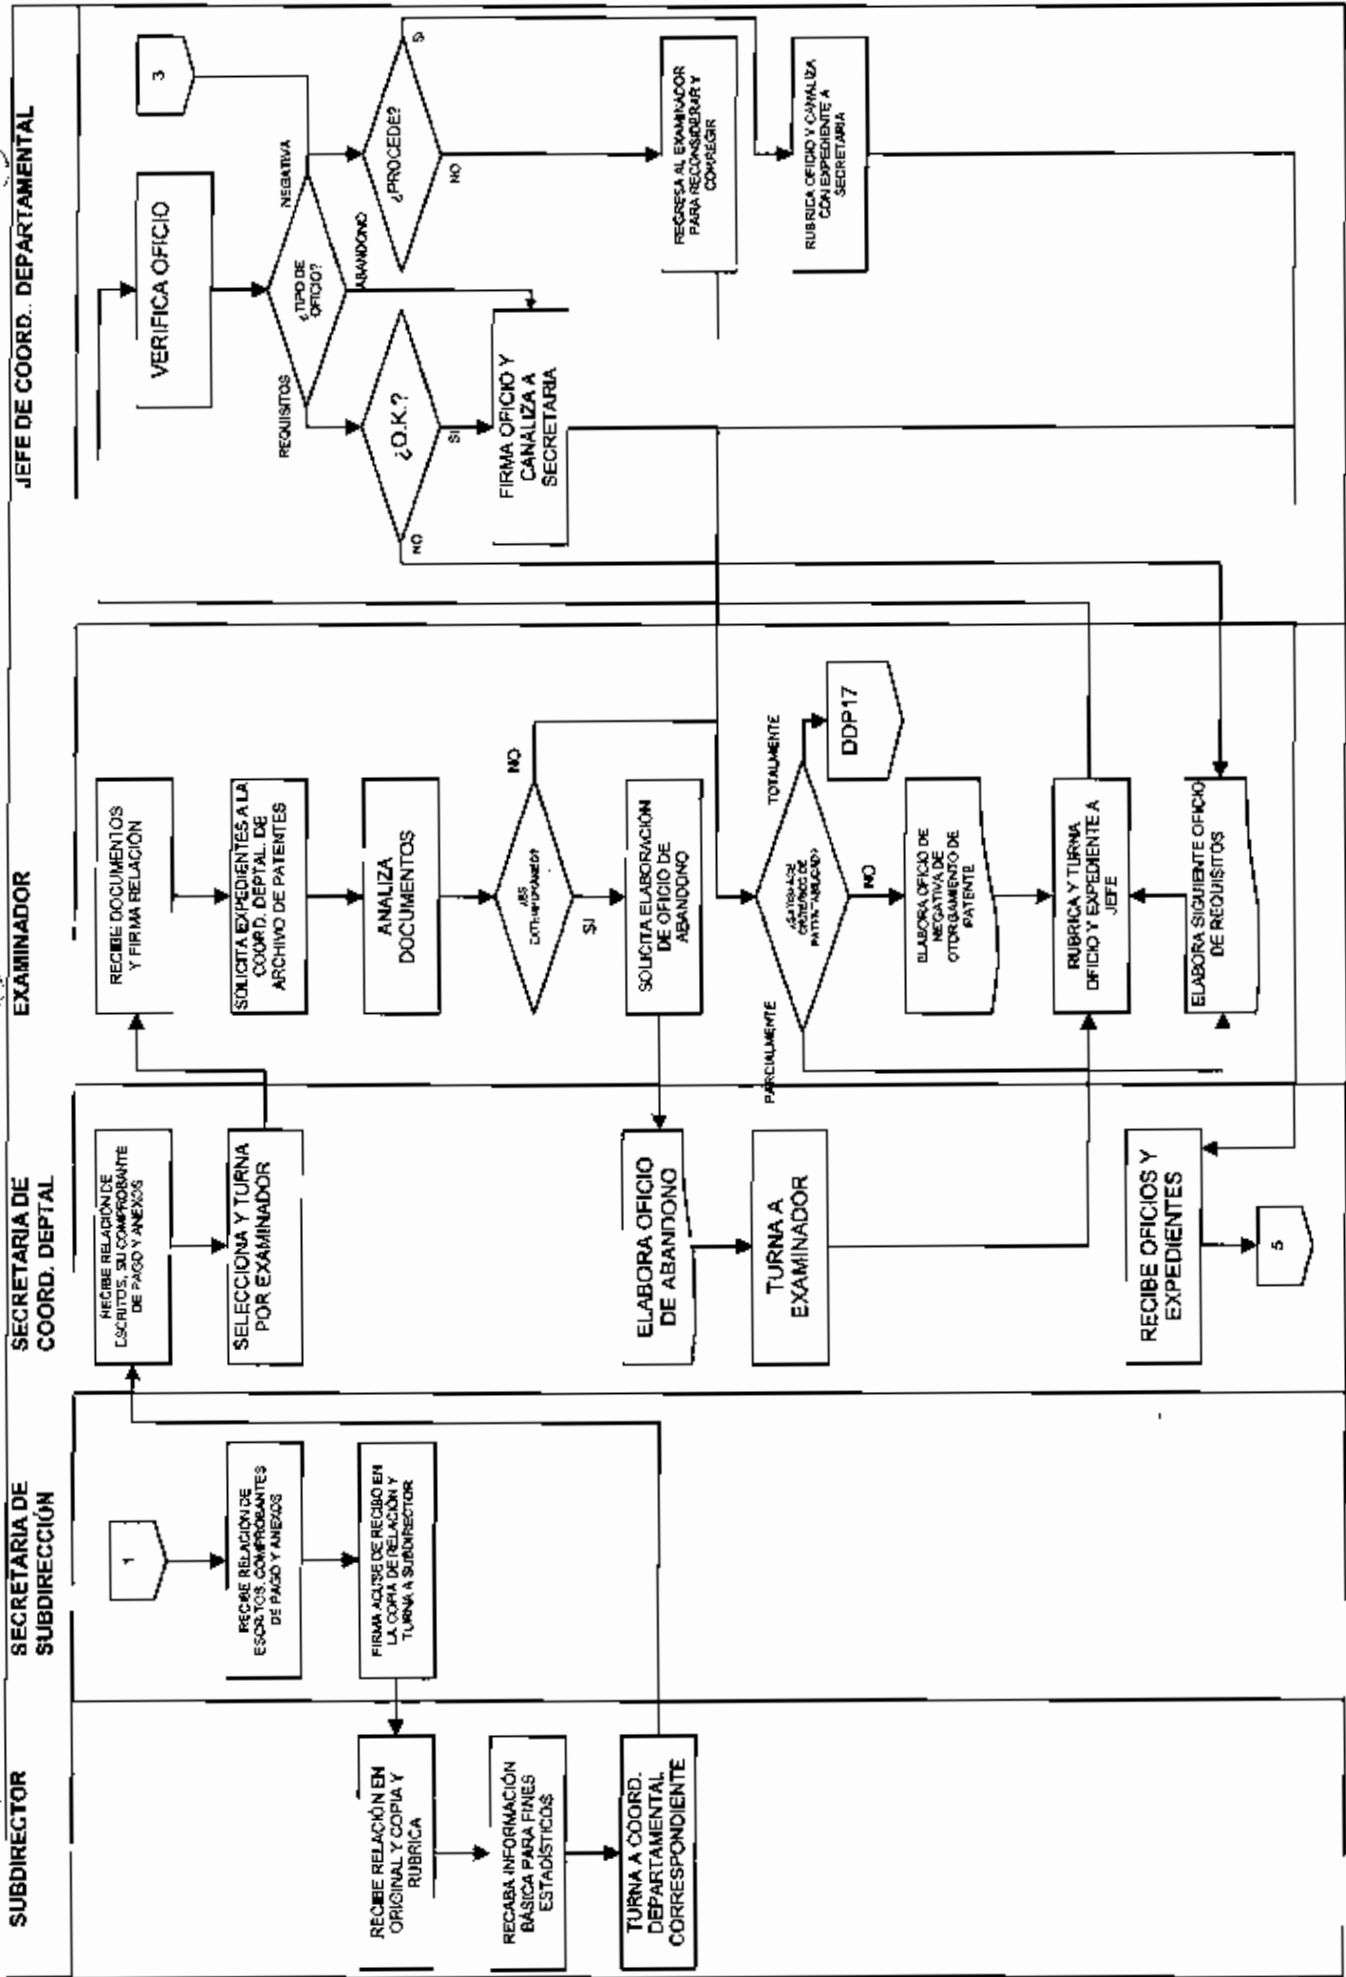 SUBDIRECTOR
RECIBE RELACIÓN EN
ORIGINAL Y COPIA Y
RUBRICA
RECABA INFORMACIÓN
BÁSICA PARA FINES
ESTADÍSTICOS
TURNA A COORD.
DEPARTAMENTAL
CORRESPONDIENTE
SECRETARIA DE
SUBDIRECCIÓN
1
RECIBE RELACIÓN DE
ESCRITOS, COMPROBANTES
DE PAGO Y ANEXOS
FIRMA ACUSE DE RECIBO EN
LA COPIA DE RELACIÓN Y
TURNA A SUBDIRECTOR
SECRETARIA DE
COORD. DEPTAL
RECIBE RELACIÓN DE
ESCRITOS, SU COMPROBANTE
DE PAGO Y ANEXOS
SELECCIONA Y TURNA
POR EXAMINADOR
ELABORA OFICIO
DE ABANDONO
TURNA A
EXAMINADOR
RECIBE OFICIOS Y
EXPEDIENTES
5
EXAMINADOR
RECIBE DOCUMENTOS
Y FIRMA RELACIÓN
SOLICITA EXPEDIENTES A LA
COORD. DEPTAL. DE
ARCHIVO DE PATENTES
ANALIZA
DOCUMENTOS
¿ES
EXTEMPORÁNEO?
NO
SI
SOLICITA ELABORACIÓN
DE OFICIO DE
ABANDONO
¿SATISFACE
DE
PATENTABILIDAD?
PARCIALMENTE
TOTALMENTE
NO
DDP17
ELABORA OFICIO DE
NEGATIVA DE
OTORGAMIENTO DE
PATENTE
RUBRICA Y TURNA
OFICIO Y EXPEDIENTE A
JEFE
ELABORA SIGUIENTE OFICIO
DE REQUISITOS
JEFE DE COORD.. DEPARTAMENTAL
3
VERIFICA OFICIO
¿TIPO DE
OFICIO?
REQUISITOS
NEGATIVA
ABANDONO
¿O.K.?
NO
SI
¿PROCEDE?
SI
NO
FIRMA OFICIO Y
CANALIZA A
SECRETARIA
REGRESA AL EXAMINADOR
PARA RECONSIDERAR Y
CORREGIR
RUBRICA OFICIO Y CANALIZA
CON EXPEDIENTE A
SECRETARIA